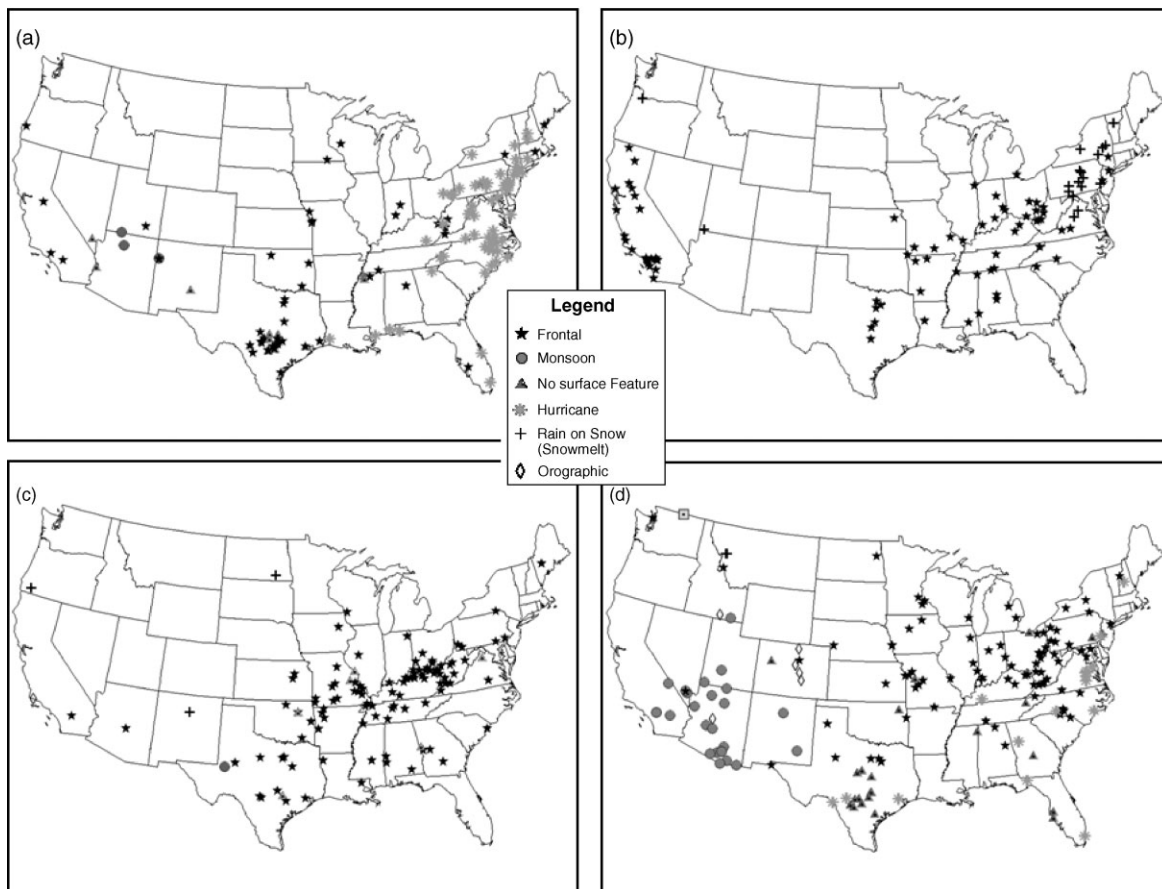 (a)
(b)
Legend
Frontal
Monsoon
No surface Feature
Hurricane
Rain on Snow
(Snowmelt)
Orographic
(c)
(d)